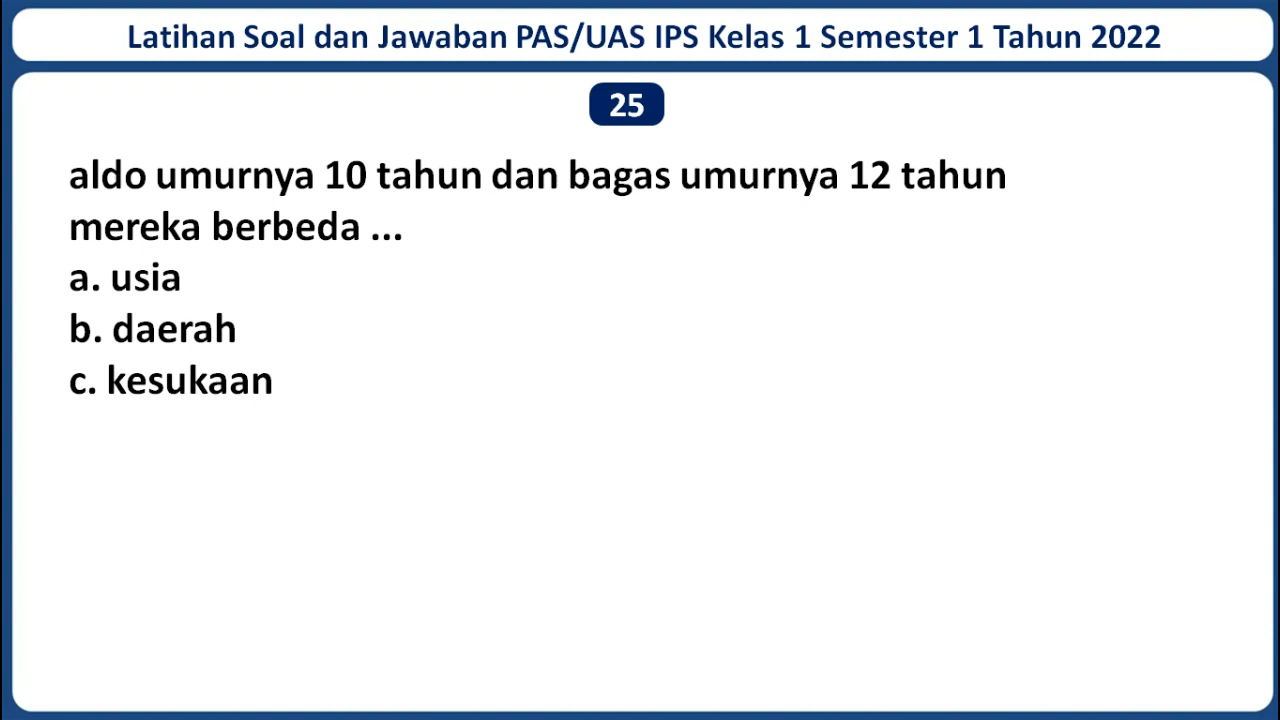 Latihan Soal dan Jawaban PAS/UAS IPS Kelas 1 Semester 1 Tahun 2022
25
aldo umurnya 10 tahun dan bagas umurnya 12 tahun
mereka berbeda ...
a. usia
b. daerah
c. kesukaan